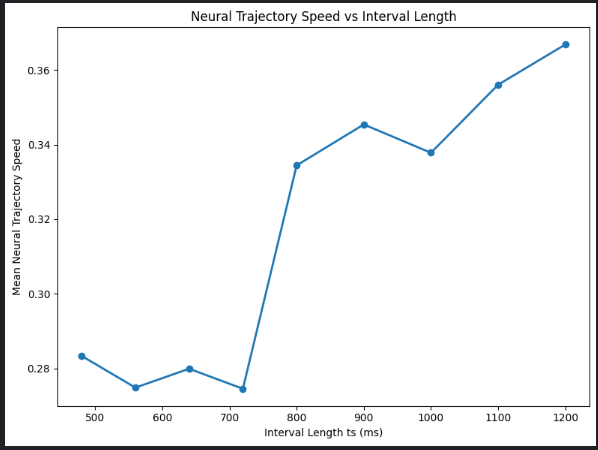 Neural Trajectory Speed vs Interval Length
Mean Neural Trajectory Speed
0.36
0.34
0.32
0.30
0.28
500 600 700 800 900 1000 1100 1200
Interval Length ts (ms)